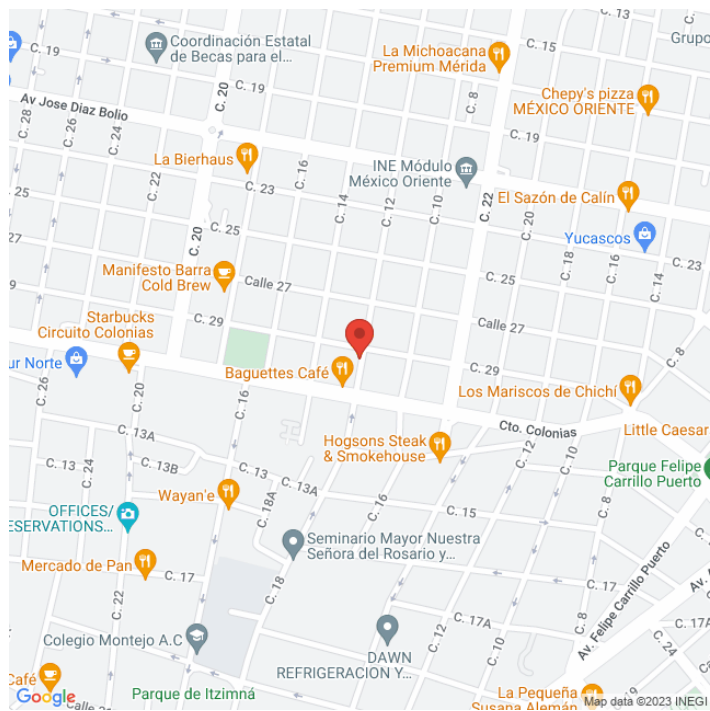 C. 19
Coordinación Estatal
de Becas para el...
C. 20
C. 19
La Michoacana
Premium Mérida
C. 15
C. 13
Grupo
C. 8
Chepy's pizza
MÉXICO ORIENTE
C. 19
Av Jose Diaz Bolio
C. 28
C. 26
C. 24
C. 22
La Bierhaus
C. 23
C. 16
C. 14
C. 12
C. 10
INE Módulo
México Oriente
El Sazón de Calín
C. 22
C. 20
Yucascos
C. 25
C. 25
C. 20
C. 18
C. 16
C. 14
C. 23
C. 25
27
Manifesto Barra
Cold Brew
Calle 27
C. 29
Calle 27
C. 29
Starbucks
Circuito Colonias
C. 29
C. 8
ur Norte
Baguettes Café
Los Mariscos de Chichí
C. 26
C. 20
C. 16
Cto. Colonias
Little Caesar
C. 13A
Hogsons Steak
& Smokehouse
C. 13
C. 24
C. 13B
C. 13
C. 13A
C. 12
C. 10
Parque Felipe
Carrillo Puerto
Wayan'e
C. 18A
C. 16
C. 15
C. 8
OFFICES/
ESERVATIONS...
Seminario Mayor Nuestra
Señora del Rosario y...
Mercado de Pan
C. 17
C. 18
C. 17
C. 22
C. 12
C. 17A
C. 8
Av. Felipe Carrillo Puerto
Av. A
C. 17A
C. 24
Colegio Montejo A.C
DAWN
REFRIGERACION Y...
Café
Google
Calle 21
Parque de Itzimná
La Pequeña
Susana Alemán
C. 22
Map data ©2023 INEGI